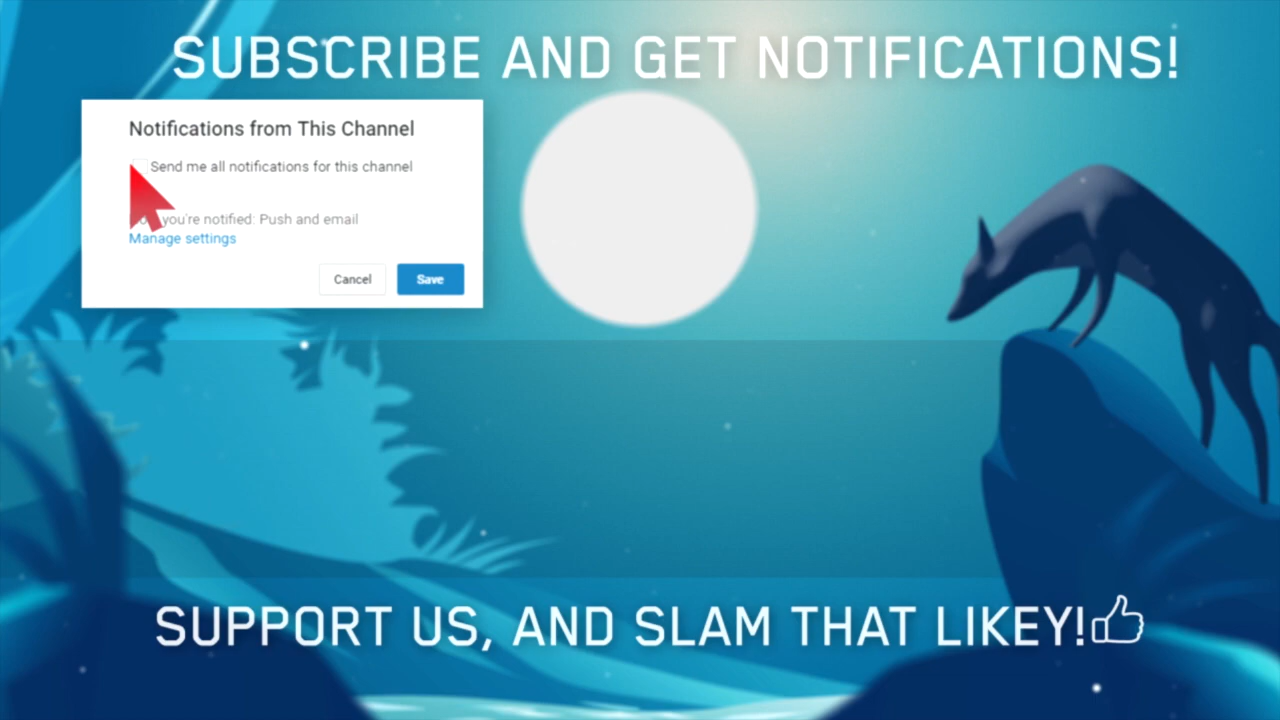 SUBSCRIBE AND GET NOTIFICATIONS!
Notifications from This Channel
Send me all notifications for this channel
you're notified: Push and email
Manage settings
Cancel
Save
SUPPORT US, AND SLAM THAT LIKEY!